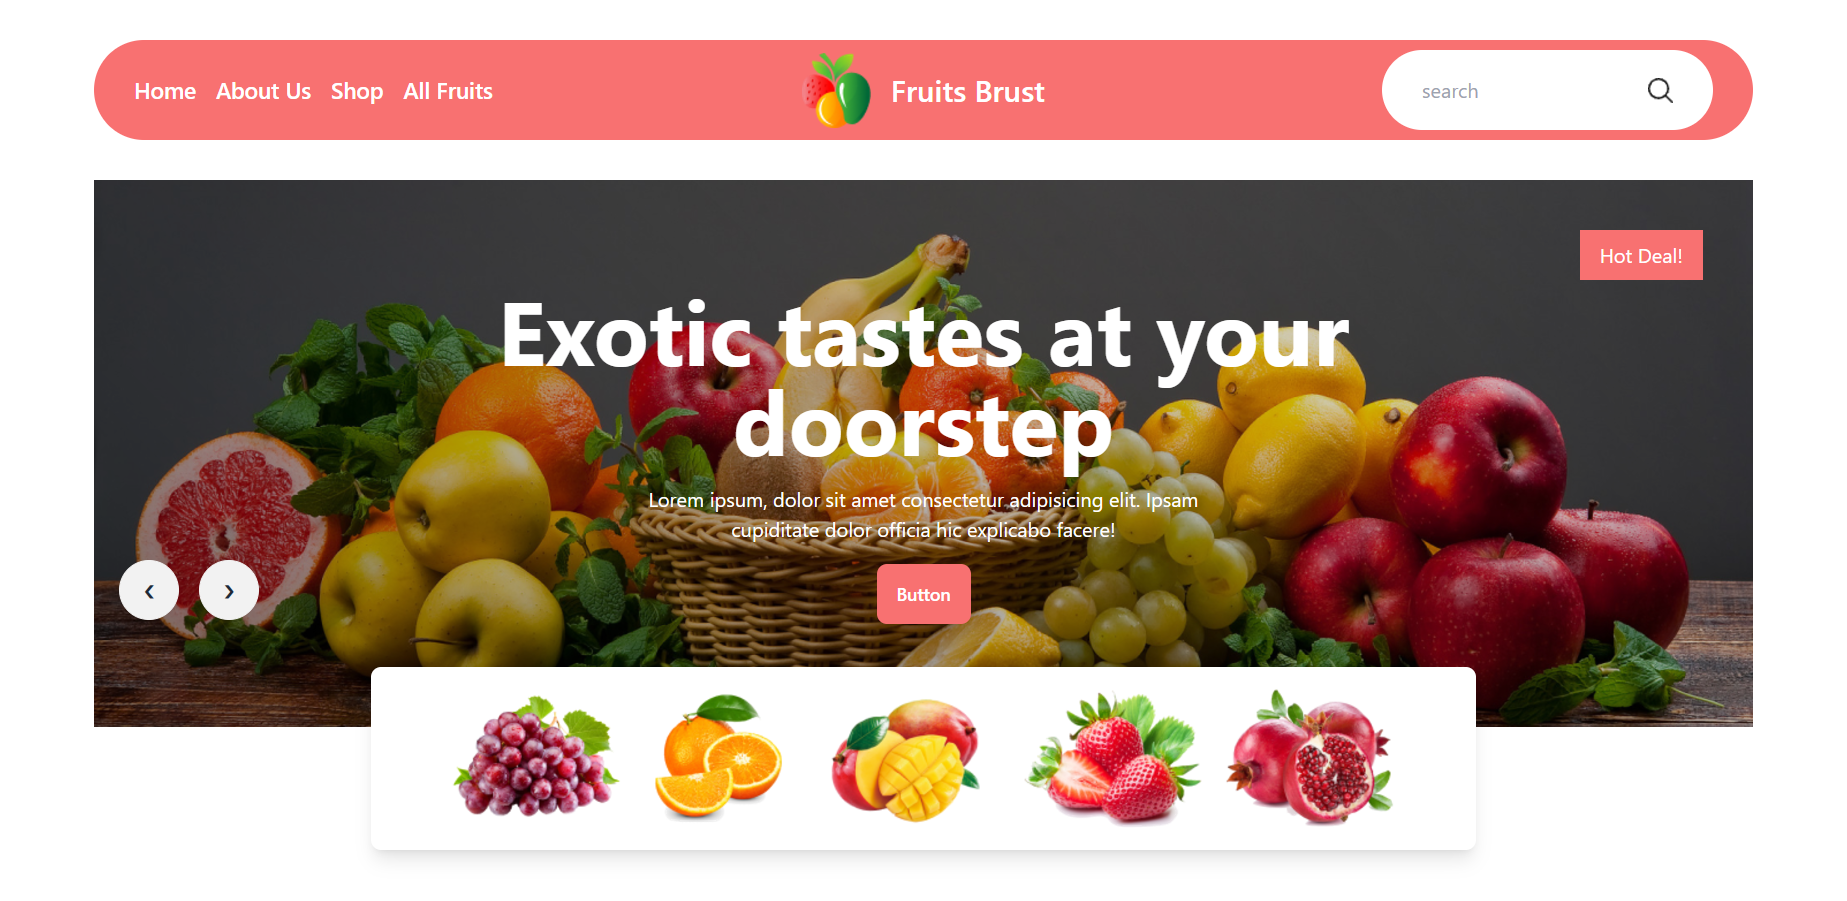 Home About Us Shop All Fruits
Fruits Brust
search
Hot Deal!
Exotic tastes at your
doorstep
Lorem ipsum, dolor sit amet consectetur adipisicing elit. Ipsam
cupiditate dolor officia hic explicabo facere!
Button